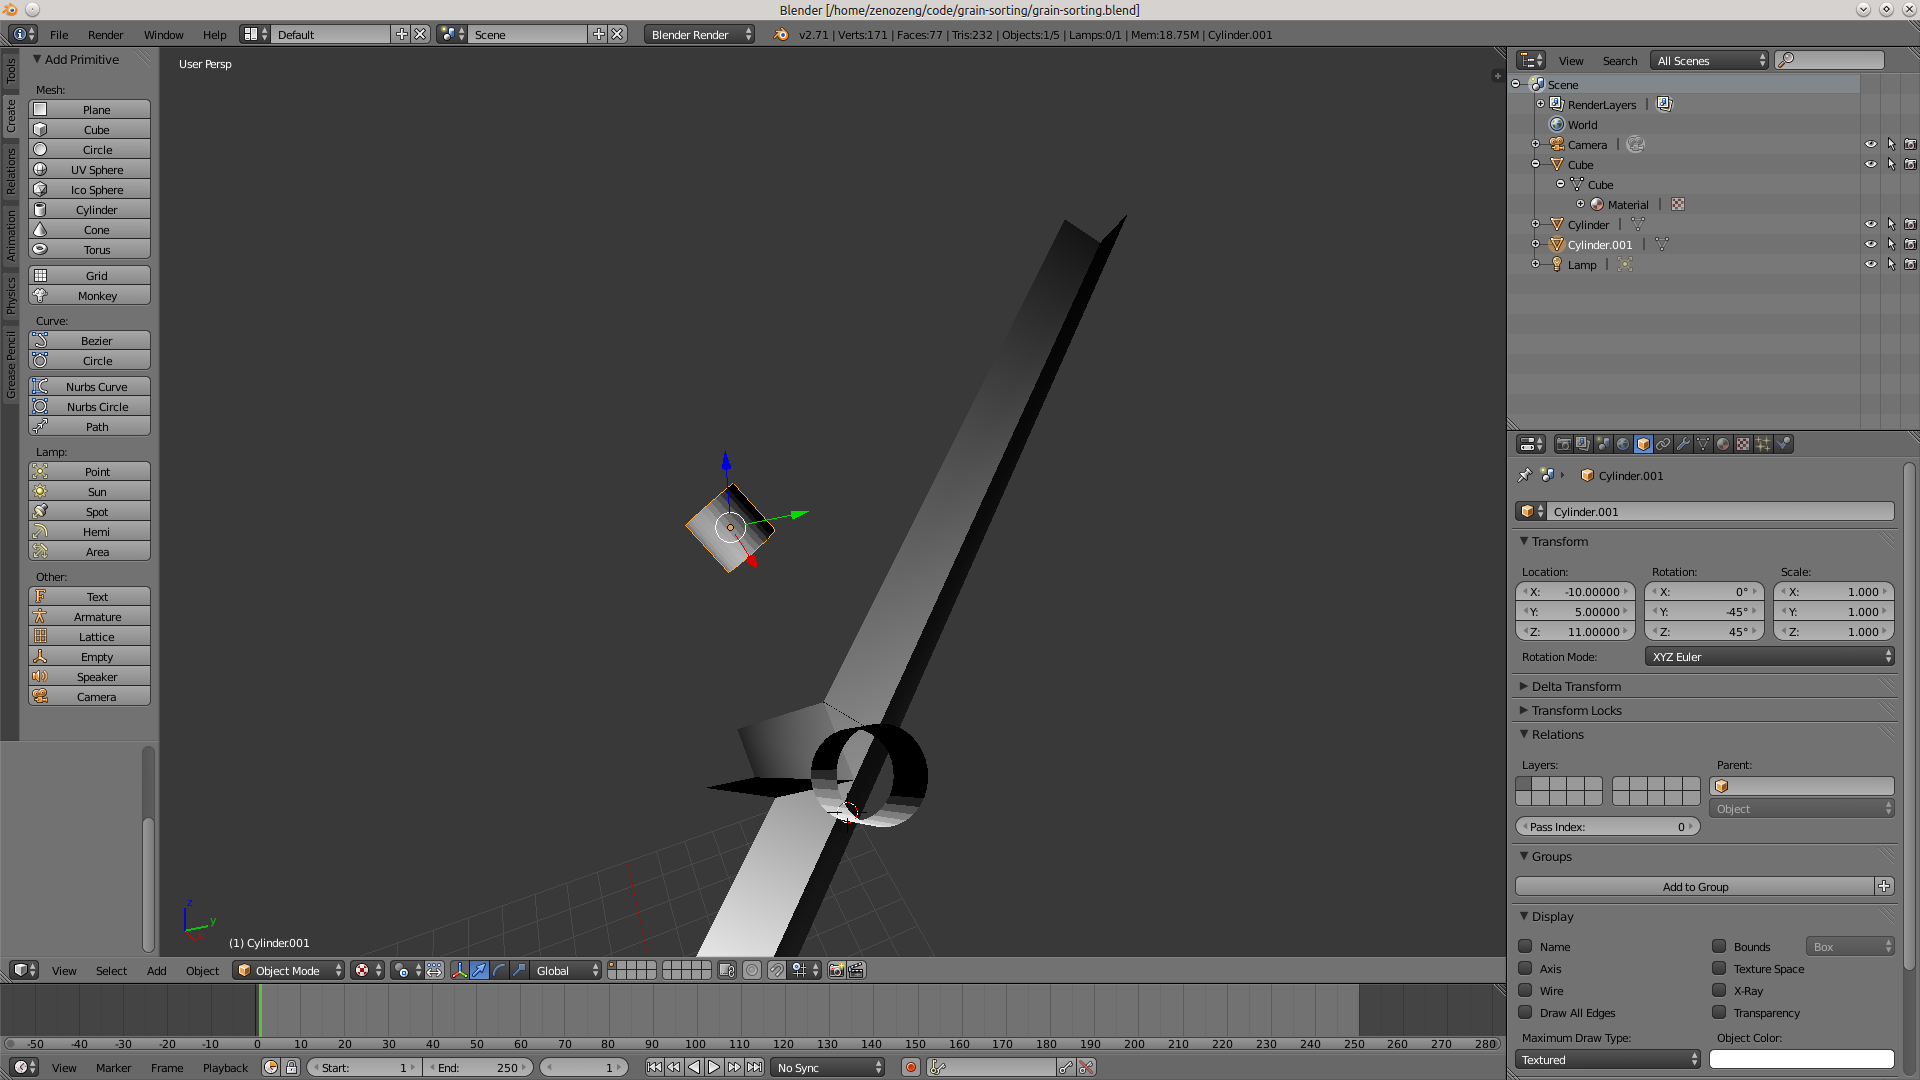 Blender [/home/zenozeng/code/grain-sorting/grain-sorting.blend]
File Render Window Help Default Scene Blender Render v2.71 | Verts:171 | Faces:77 | Tris:232 | Objects:1/5 | Lamps:0/1 | Mem:18.75M | Cylinder.001
Tools
Create
Relations
Animation
Physics
Grease Pencil
Add Primitive
Mesh:
Plane
Cube
Circle
UV Sphere
Ico Sphere
Cylinder
Cone
Torus
Grid
Monkey
Curve:
Bezier
Circle
Nurbs Curve
Nurbs Circle
Path
Lamp:
Point
Sun
Spot
Hemi
Area
Other:
Text
Armature
Lattice
Empty
Speaker
Camera
User Persp
z
y
x
(1) Cylinder.001
View Select Add Object Object Mode Global
-50 -40 -30 -20 -10 0 10 20 30 40 50 60 70 80 90 100 110 120 130 140 150 160 170 180 190 200 210 220 230 240 250 260 270 280
View Marker Frame Playback Start: 1 End: 250 1 No Sync
View Search All Scenes
Scene
RenderLayers
World
Camera
Cube
Cube
Material
Cylinder
Cylinder.001
Lamp
Cylinder.001
Cylinder.001
Transform
Location: Rotation: Scale:
X: -10.00000 X: 0° X: 1.000
Y: 5.00000 Y: -45° Y: 1.000
Z: 11.00000 Z: 45° Z: 1.000
Rotation Mode: XYZ Euler
Delta Transform
Transform Locks
Relations
Layers: Parent:
Object
Pass Index: 0
Groups
Add to Group
Display
Name Bounds Box
Axis Texture Space
Wire X-Ray
Draw All Edges Transparency
Maximum Draw Type: Object Color:
Textured